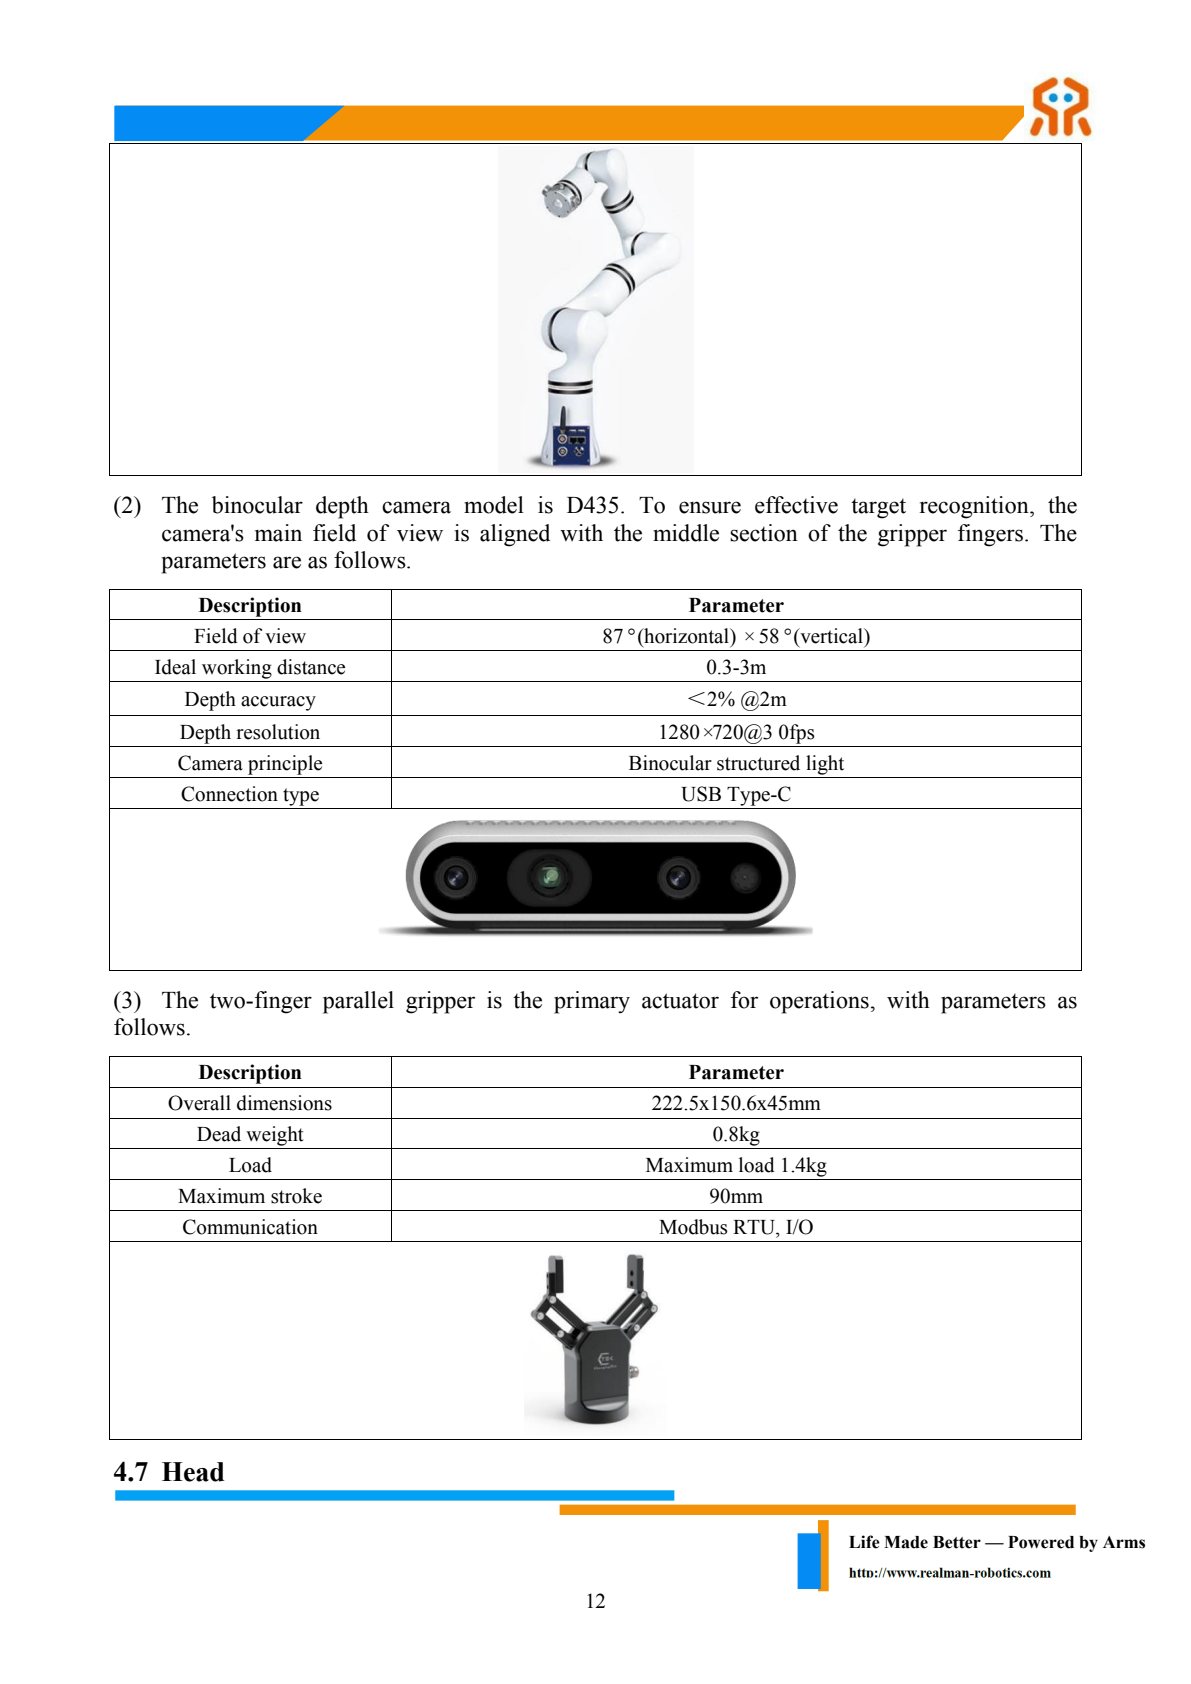 (2) The binocular depth camera model is D435. To ensure effective target recognition, the
camera's main field of view is aligned with the middle section of the gripper fingers. The
parameters are as follows.
Description Parameter
Field of view 87°(horizontal) ×58°(vertical)
Ideal working distance 0.3-3m
Depth accuracy <2% @2m
Depth resolution 1280×720@3 0fps
Camera principle Binocular structured light
Connection type USB Type-C
(3) The two-finger parallel gripper is the primary actuator for operations, with parameters as
follows.
Description Parameter
Overall dimensions 222.5x150.6x45mm
Dead weight 0.8kg
Load Maximum load 1.4kg
Maximum stroke 90mm
Communication Modbus RTU, I/O
4.7 Head
Life Made Better — Powered by Arms
http://www.realman-robotics.com
12